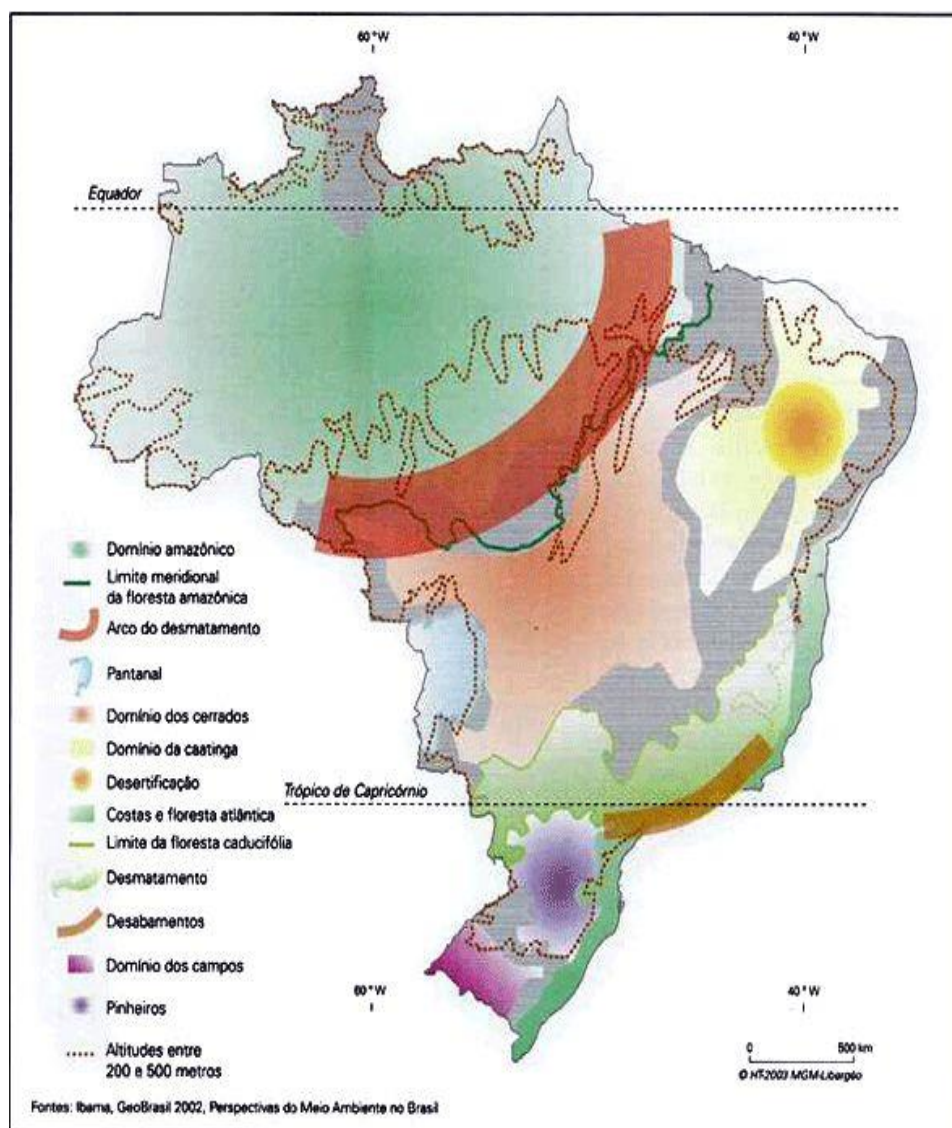 60 °W
40 °W
Equador
Domínio amazônico
Limite meridional
da floresta amazônica
Arco do desmatamento
Pantanal
Domínio dos cerrados
Domínio da caatinga
Desertificação
Trópico de Capricórnio
Costas e floresta atlântica
Limite da floresta caducifólia
Desmatamento
Desabamentos
Domínio dos campos
Pinheiros
60 °W
40 °W
Altitudes entre
200 e 500 metros
0 500 km
© HT-2003 MGM-Libergéo
Fontes: Ibama, GeoBrasil 2002, Perspectivas do Meio Ambiente no Brasil